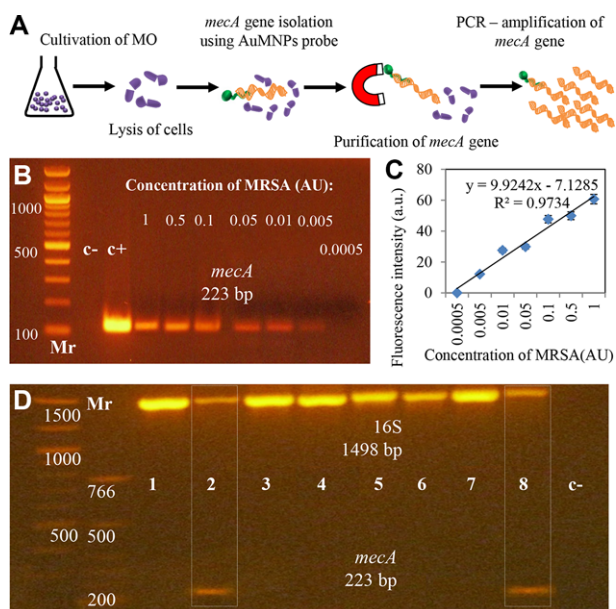 A
Cultivation of MO
Lysis of cells
mecA gene isolation
using AuMNPs probe
Purification of mecA gene
PCR – amplification of
mecA gene
B
Concentration of MRSA (AU):
1000
500
100
Mr
c-
c+
1
0.5
0.1
0.05
0.01
0.005
0.0005
mecA
223 bp
C
y = 9.9242x - 7.1285
R² = 0.9734
Fluorescence intensity (a.u.)
80
60
40
20
0
0.0005
0.005
0.01
0.05
0.1
0.5
1
Concentration of MRSA(AU)
D
1500
1000
500
Mr
766
500
200
16S
1498 bp
1
2
3
4
5
6
7
8
c-
mecA
223 bp